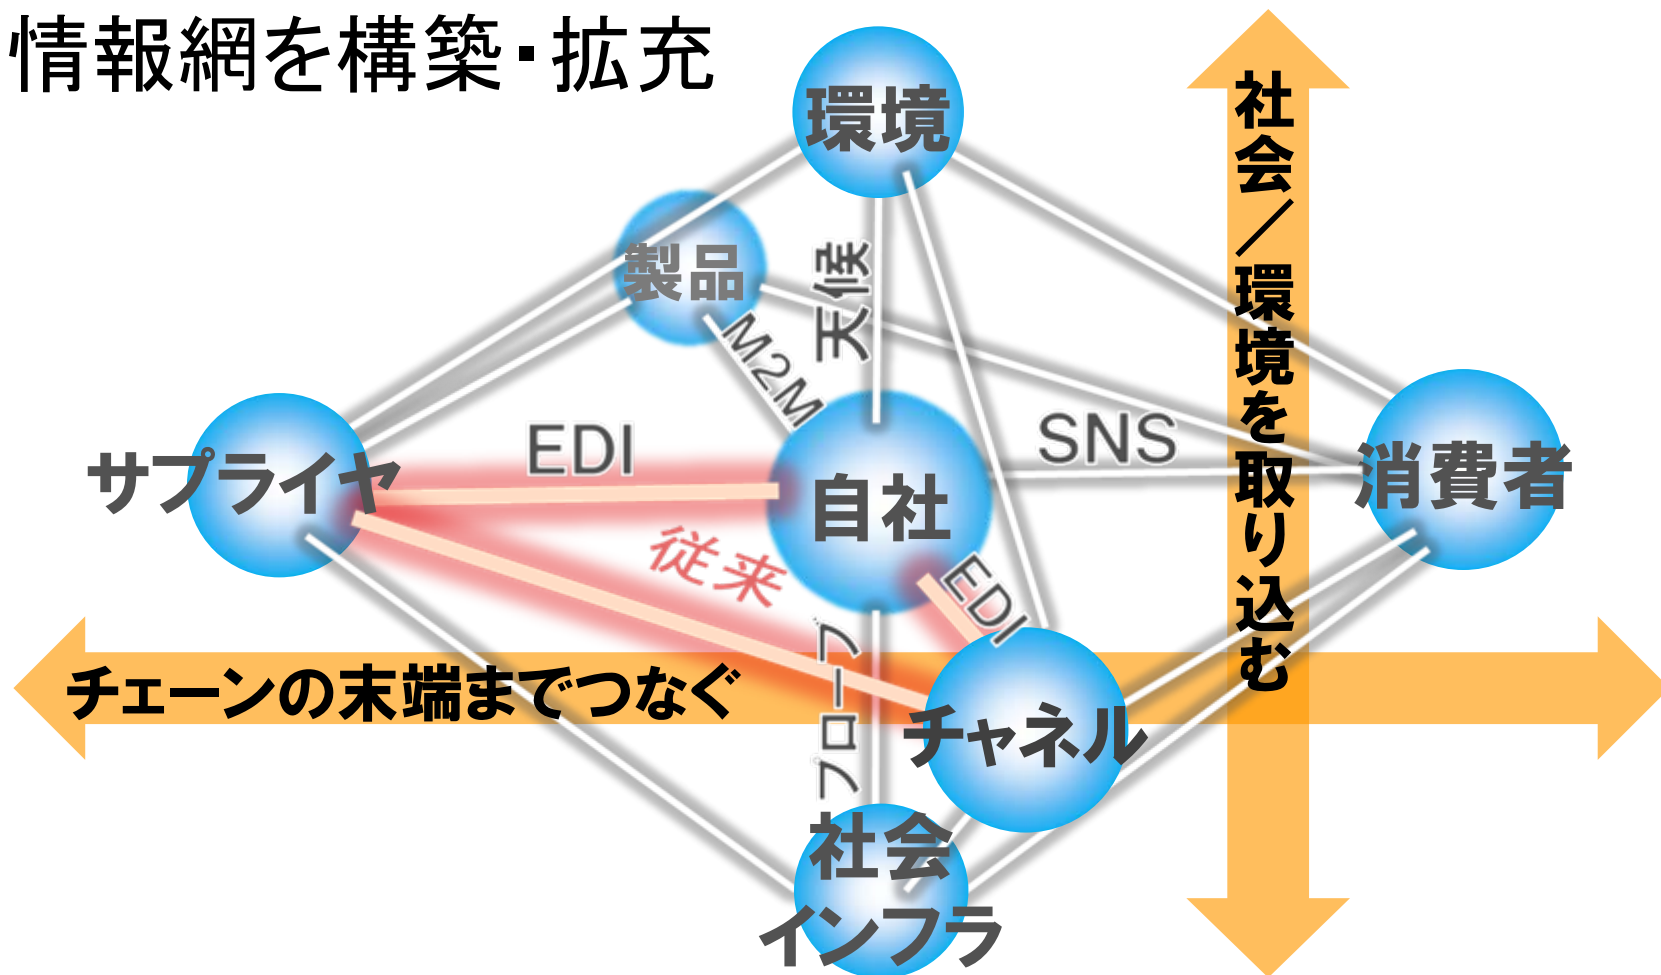 情報網を構築・拡充
環境
社会／環境を取り込む
製品
天候
M2M
EDI
SNS
サプライヤ
自社
消費者
従来
EDI
チェーンの末端までつなぐ
プローブ
チャネル
社会
インフラ